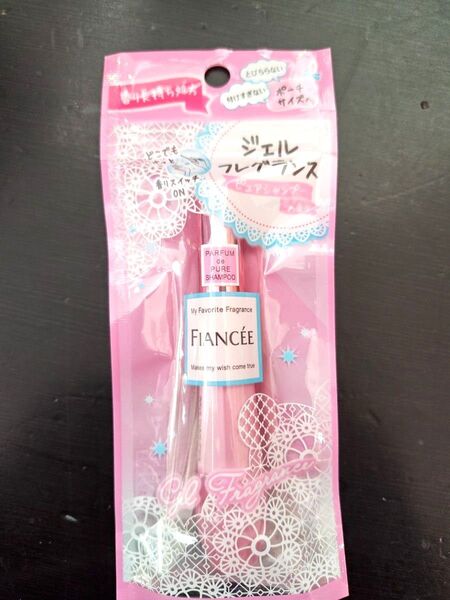 香り長持ち処方
とびちらない
付けすぎない
ポーチ
サイズ
どこでも
香りスイッチ
ON
ジェル
フレグランス
ピュアシャンプー
PARFUM
de
PURE
SHAMPOO
My Favorite Fragrance
FIANCÉE
Makes my wish come true
Gel Fragrance